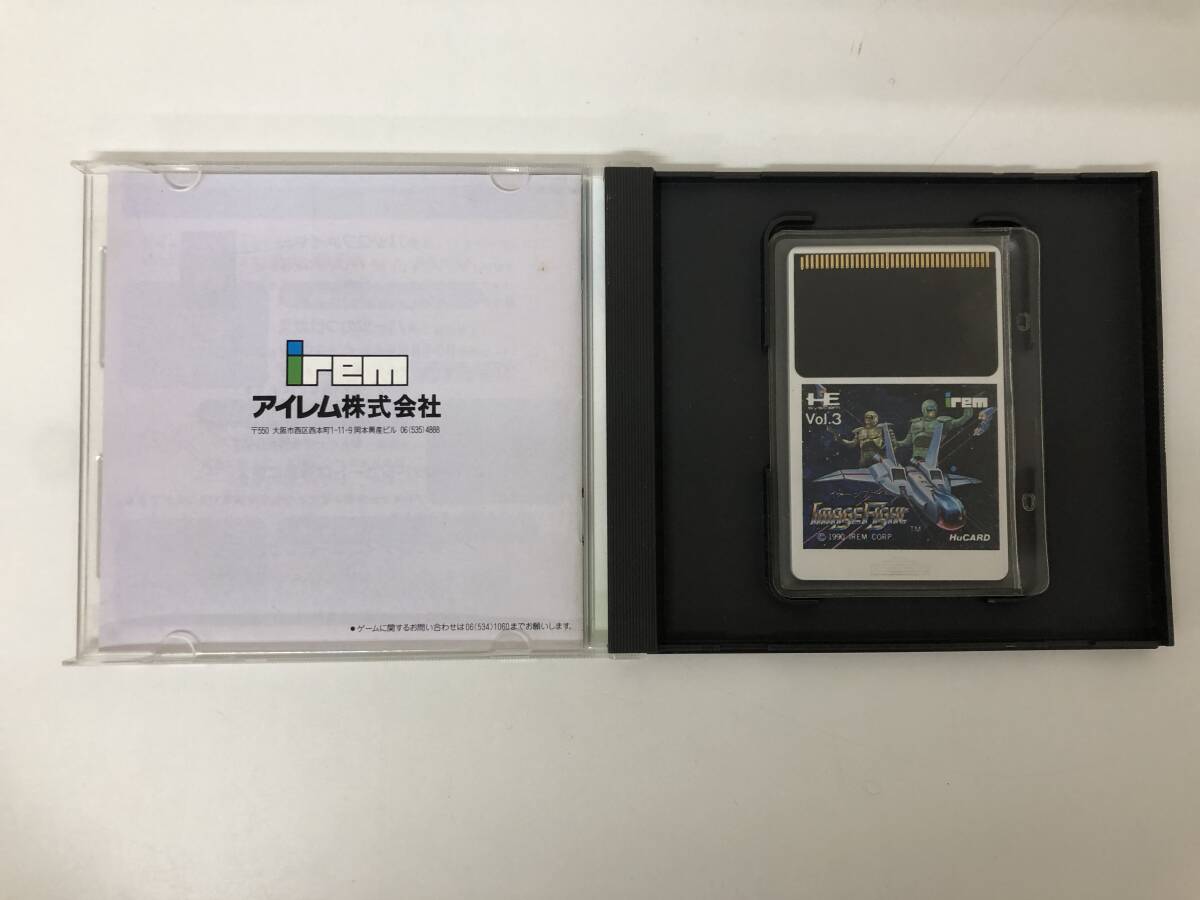 irem
アイレム株式会社
〒550 大阪市西区西本町1-11-9 岡本興産ビル 06(535)4888
●ゲームに関するお問い合わせは06(534)1060までお願いします。
HE
SYSTEM
Vol.3
irem
ImageFight
TM
© 1990 IREM CORP.
HuCARD